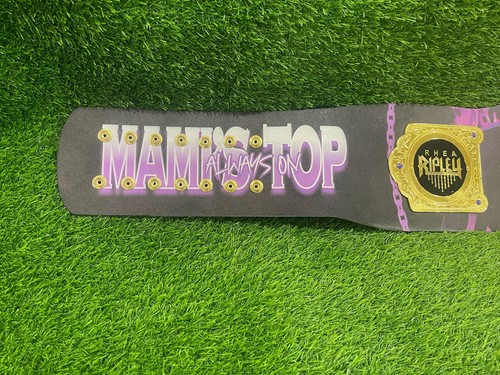 MAMI'S TOP
ALWAYS ON
RHEA
RIPLEY